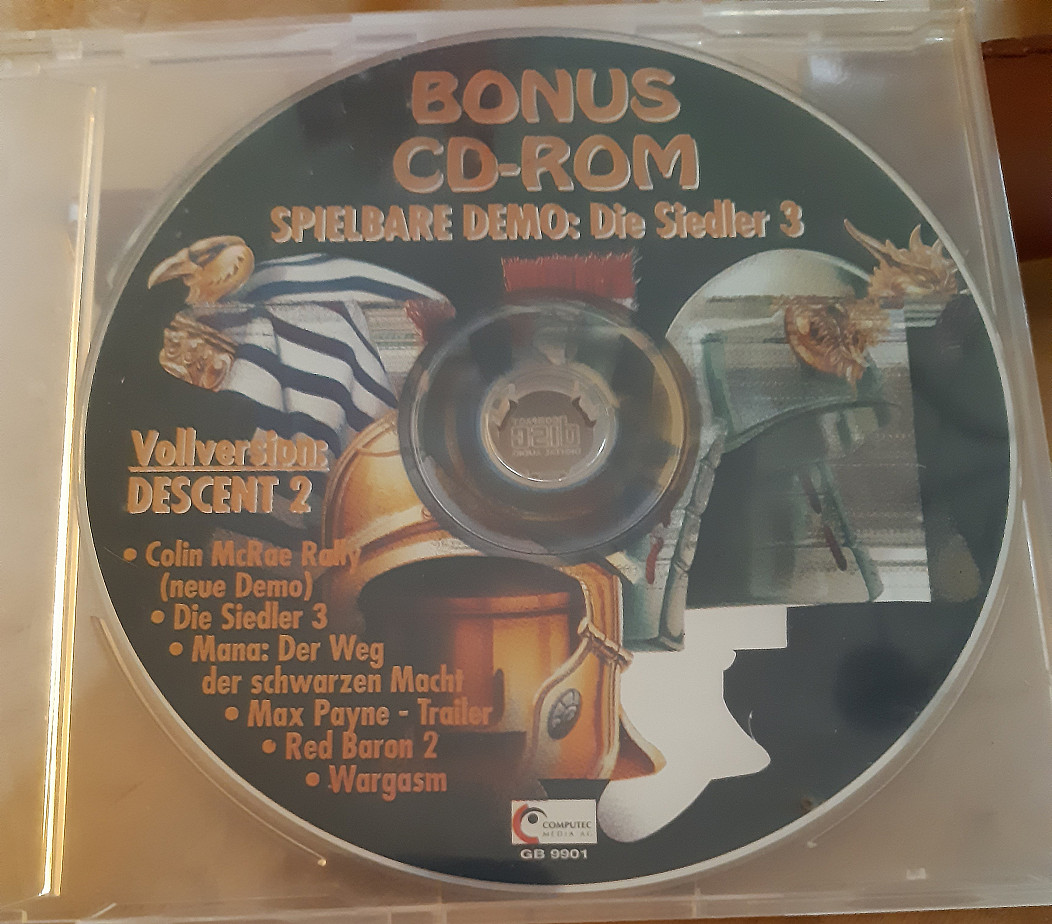 BONUS
CD-ROM
SPIELBARE DEMO: Die Siedler 3
Vollversion:
DESCENT 2
• Colin McRae Rally
(neue Demo)
• Die Siedler 3
• Mana: Der Weg
der schwarzen Macht
• Max Payne - Trailer
• Red Baron 2
• Wargasm
COMPUTEC
MEDIA AG
GB 9901